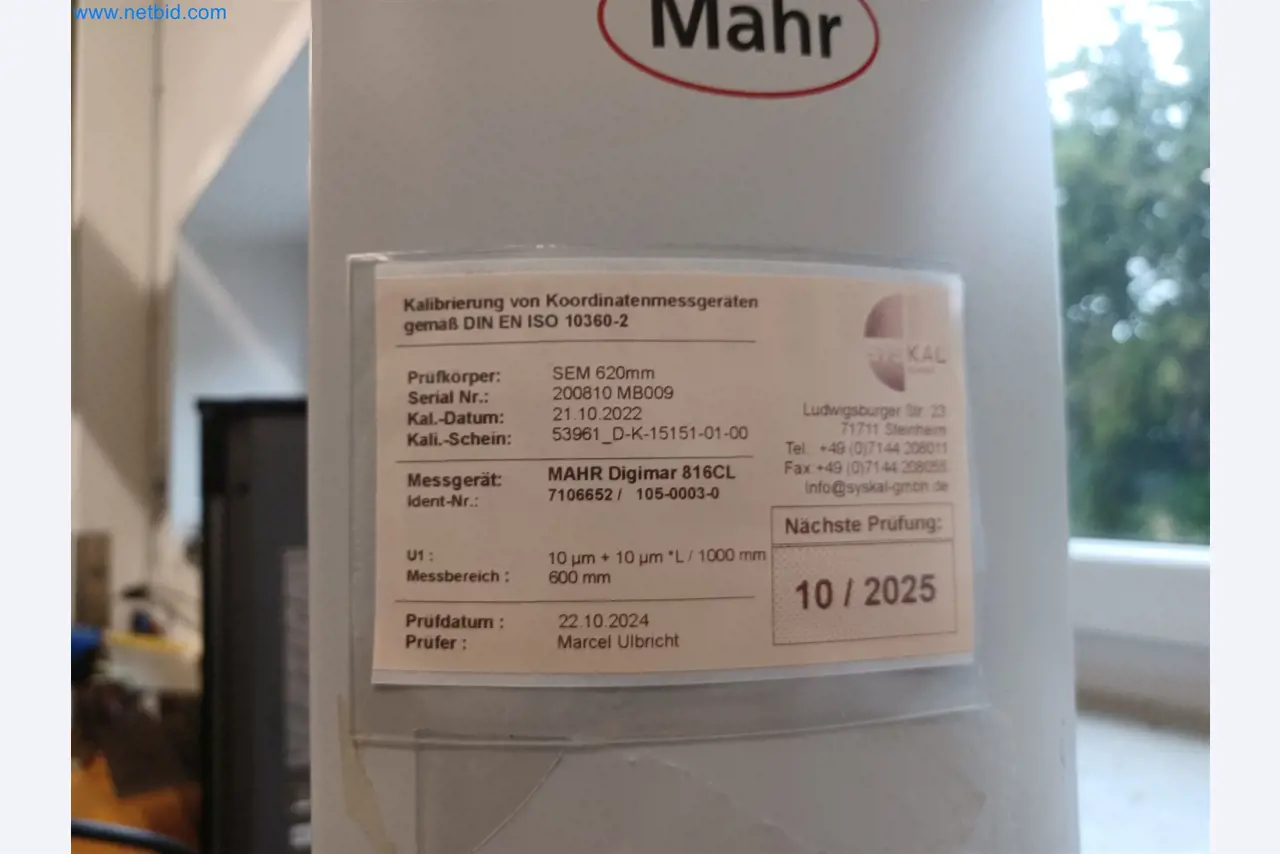 www.netbid.com
Mahr
Kalibrierung von Koordinatenmessgeräten
gemäß DIN EN ISO 10360-2
Prüfkörper: SEM 620mm
Serial Nr.: 200810 MB009
Kal.-Datum: 21.10.2022
Kali.-Schein: 53961_D-K-15151-01-00
Messgerät: MAHR Digimar 816CL
Ident-Nr.: 7106652 / 105-0003-0
U1 : 10 µm + 10 µm *L / 1000 mm
Messbereich : 600 mm
Prüfdatum : 22.10.2024
Prüfer : Marcel Ulbricht
KAL
Ludwigsburger Str. 23
71711 Steinheim
Tel. +49 (0)7144 208011
Fax +49 (0)7144 208055
Info@syskal-gmbh.de
Nächste Prüfung:
10 / 2025